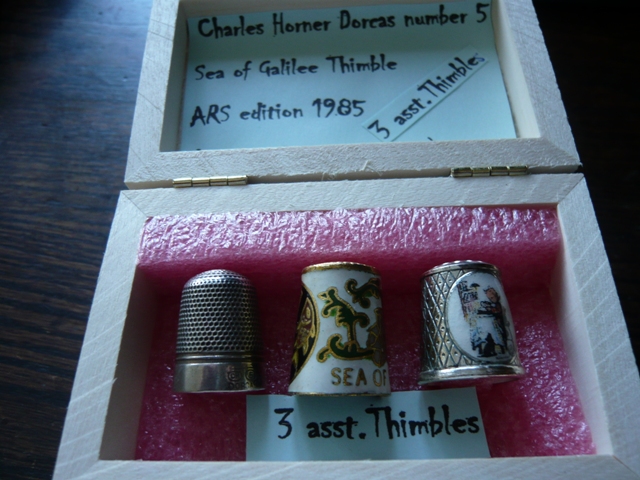 Charles Horner Dorcas number 5
Sea of Galilee Thimble
ARS edition 1985
3 asst. Thimbles
SEA OF
3 asst. Thimbles